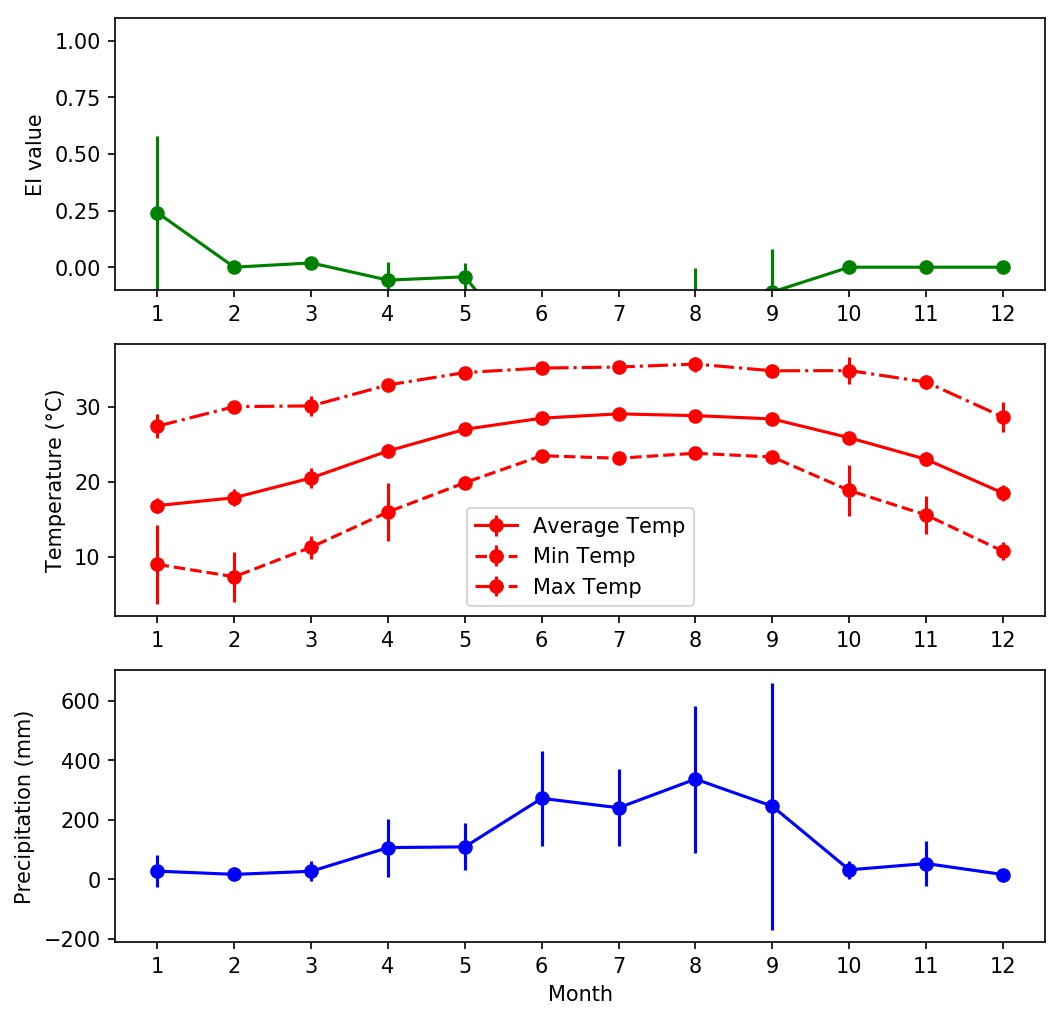 1.00
0.75
0.50
0.25
0.00
EI value
1 2 3 4 5 6 7 8 9 10 11 12
30
20
10
Temperature (°C)
Average Temp
Min Temp
Max Temp
1 2 3 4 5 6 7 8 9 10 11 12
600
400
200
0
−200
Precipitation (mm)
1 2 3 4 5 6 7 8 9 10 11 12
Month